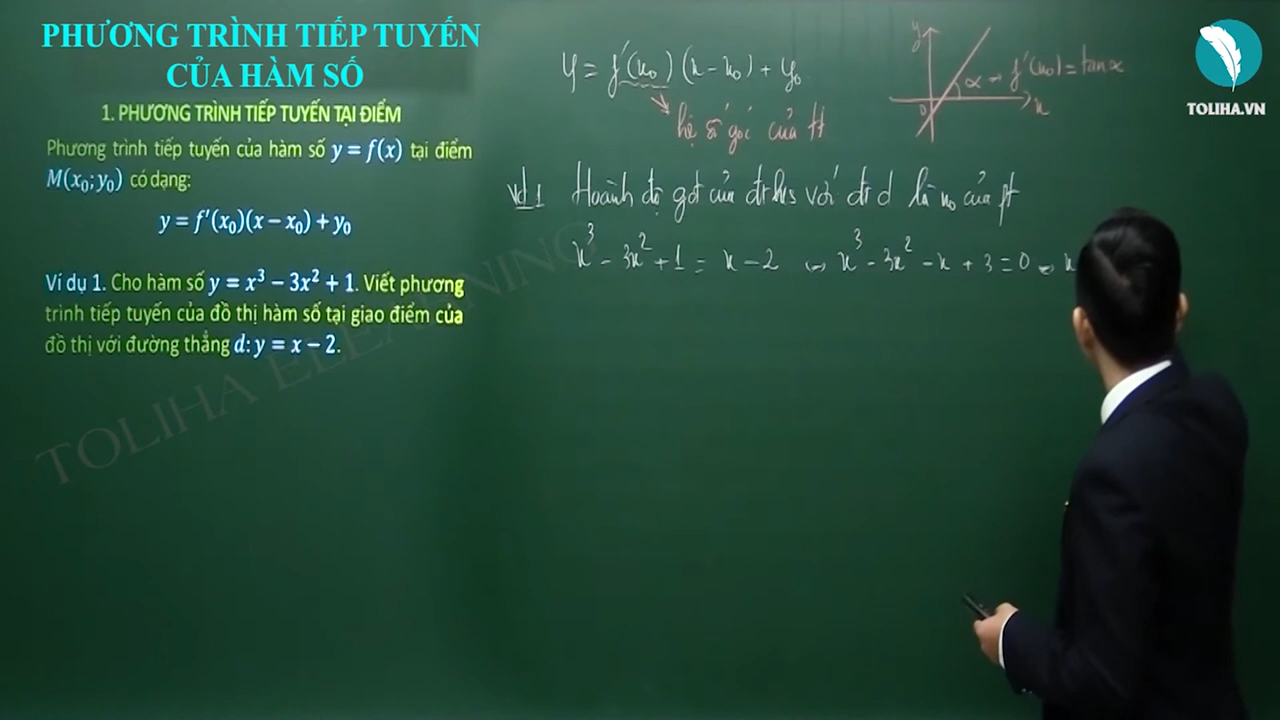 PHƯƠNG TRÌNH TIẾP TUYẾN
CỦA HÀM SỐ
1. PHƯƠNG TRÌNH TIẾP TUYẾN TẠI ĐIỂM
Phương trình tiếp tuyến của hàm số y = f(x) tại điểm
M(x₀; y₀) có dạng:
y = f′(x₀)(x − x₀) + y₀
Ví dụ 1. Cho hàm số y = x³ − 3x² + 1. Viết phương
trình tiếp tuyến của đồ thị hàm số tại giao điểm của
đồ thị với đường thẳng d: y = x − 2.
TOLIHA ELEARNING
y = f′(x₀)(x − x₀) + y₀
hệ số góc của tt
y
α → f′(x₀) = tanα
0
x
Vd1 Hoành độ gđ của đths với đt d là no của pt
x³ − 3x² + 1 = x − 2 ⇔ x³ − 3x² − x + 3 = 0 ⇔ x
TOLIHA.VN